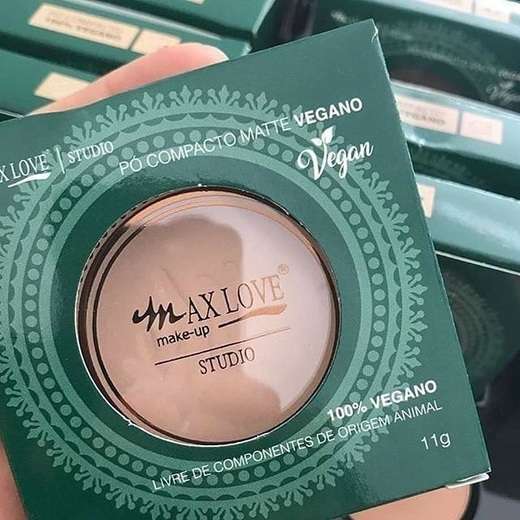 AX LOVE | STUDIO
PÓ COMPACTO MATTE VEGANO
Vegan
MAX LOVE®
make-up
STUDIO
100% VEGANO
LIVRE DE COMPONENTES DE ORIGEM ANIMAL
11g